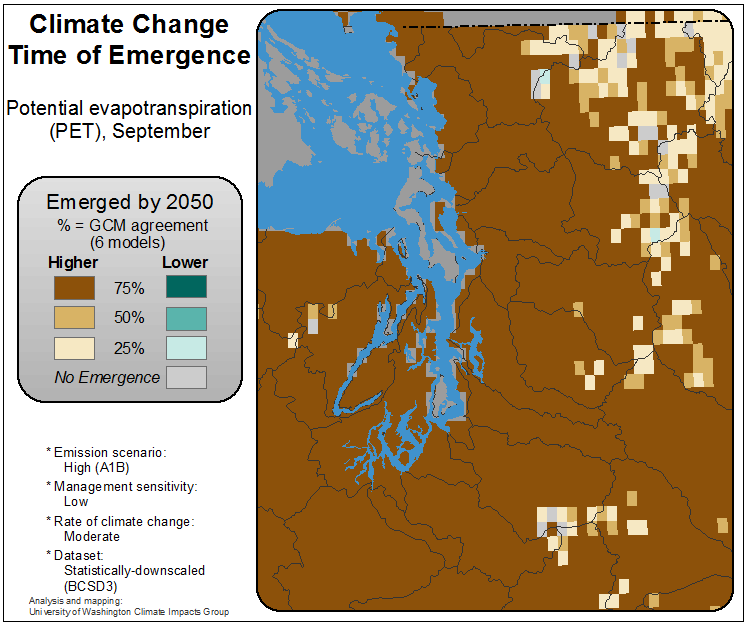 Climate Change
Time of Emergence
Potential evapotranspiration
(PET), September
Emerged by 2050
% = GCM agreement
(6 models)
Higher Lower
75%
50%
25%
No Emergence
* Emission scenario:
High (A1B)
* Management sensitivity:
Low
* Rate of climate change:
Moderate
* Dataset:
Statistically-downscaled
(BCSD3)
Analysis and mapping:
University of Washington Climate Impacts Group